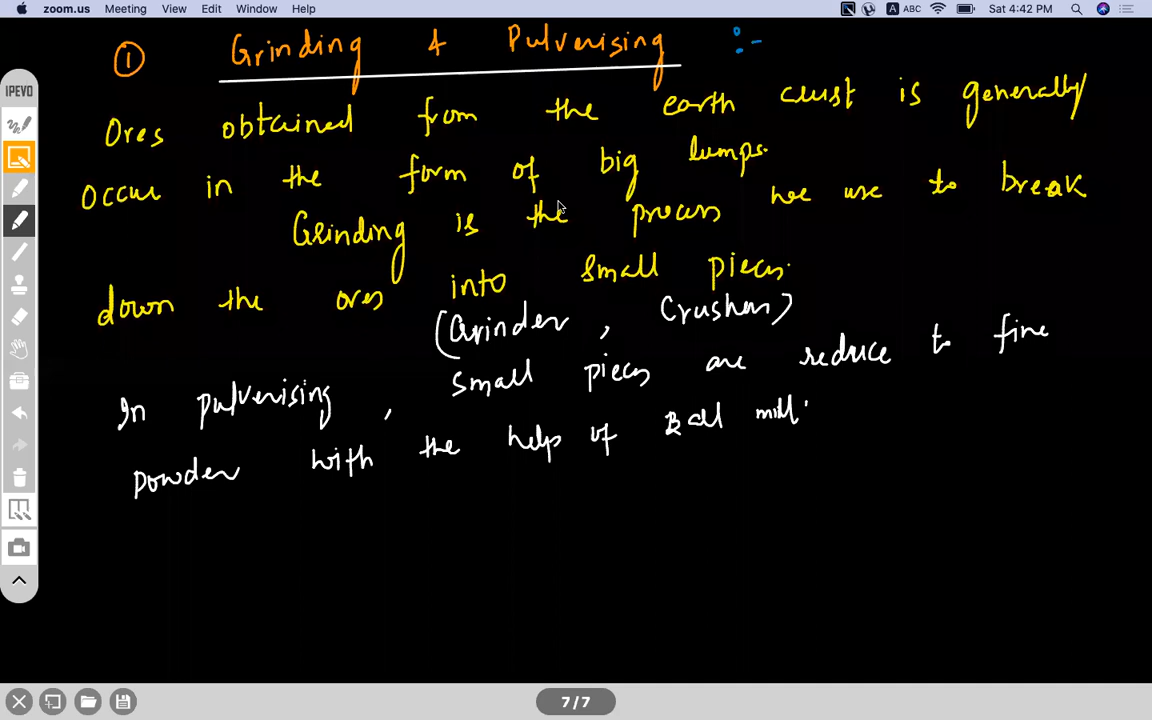 zoom.us Meeting View Edit Window Help A ABC Sat 4:42 PM
IPEVO
① Grinding & Pulverising :-
Ores obtained from the earth crust is generally
occur in the form of big lumps.
Grinding is the process we use to break
down the ores into small pieces.
(Grinder, Crushers)
In pulverising, small pieces are reduce to fine
powder with the help of Ball mill.
7/7